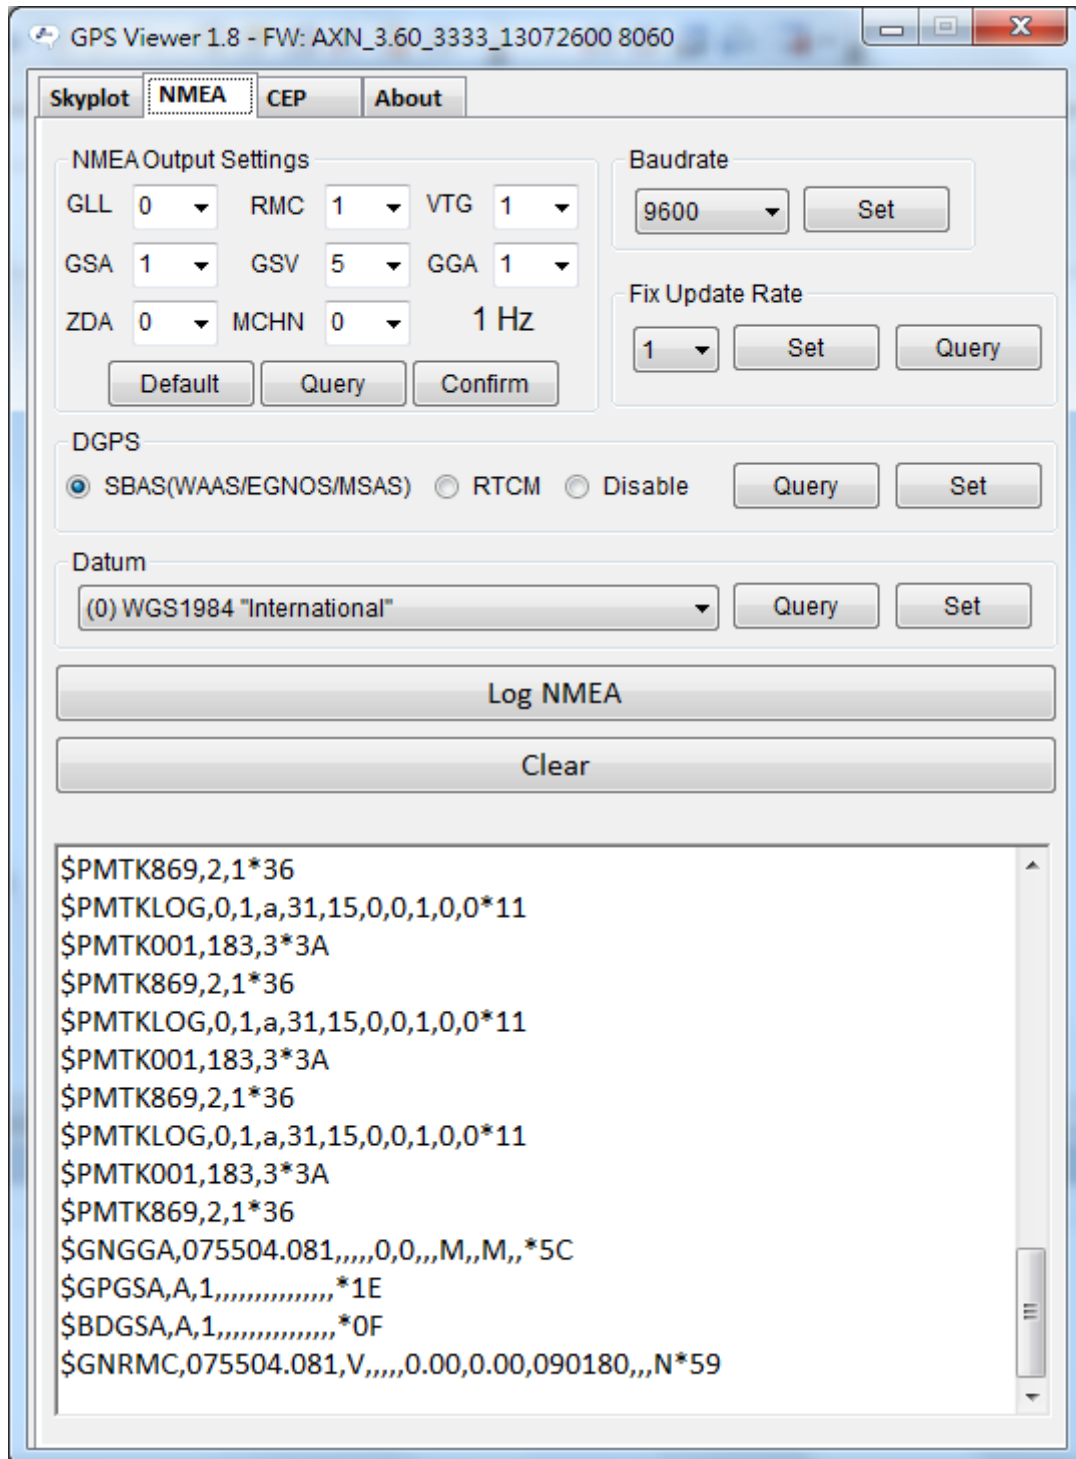 GPS Viewer 1.8 - FW: AXN_3.60_3333_13072600 8060
Skyplot NMEA CEP About
NMEA Output Settings
GLL 0 RMC 1 VTG 1
GSA 1 GSV 5 GGA 1
ZDA 0 MCHN 0 1 Hz
Default Query Confirm
Baudrate
9600 Set
Fix Update Rate
1 Set Query
DGPS
SBAS(WAAS/EGNOS/MSAS) RTCM Disable Query Set
Datum
(0) WGS1984 "International" Query Set
Log NMEA
Clear
$PMTK869,2,1*36
$PMTKLOG,0,1,a,31,15,0,0,1,0,0*11
$PMTK001,183,3*3A
$PMTK869,2,1*36
$PMTKLOG,0,1,a,31,15,0,0,1,0,0*11
$PMTK001,183,3*3A
$PMTK869,2,1*36
$PMTKLOG,0,1,a,31,15,0,0,1,0,0*11
$PMTK001,183,3*3A
$PMTK869,2,1*36
$GNGGA,075504.081,,,,,0,0,,,M,,M,,*5C
$GPGSA,A,1,,,,,,,,,,,,,,,*1E
$BDGSA,A,1,,,,,,,,,,,,,,,*0F
$GNRMC,075504.081,V,,,,,0.00,0.00,090180,,,N*59